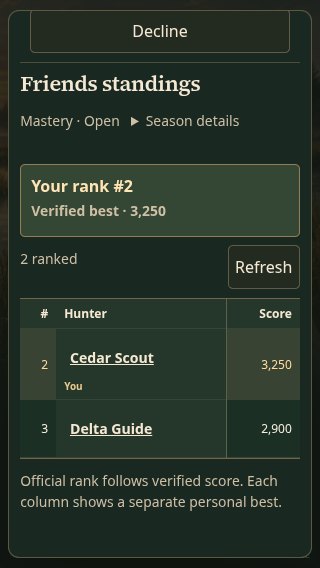 Decline
Friends standings
Mastery · Open ▶ Season details
Your rank #2
Verified best · 3,250
2 ranked
Refresh
# Hunter Score
2 Cedar Scout 3,250
You
3 Delta Guide 2,900
Official rank follows verified score. Each
column shows a separate personal best.